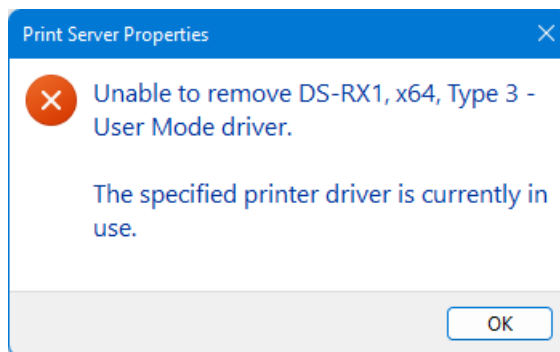 Print Server Properties
Unable to remove DS-RX1, x64, Type 3 -
User Mode driver.
The specified printer driver is currently in
use.
OK